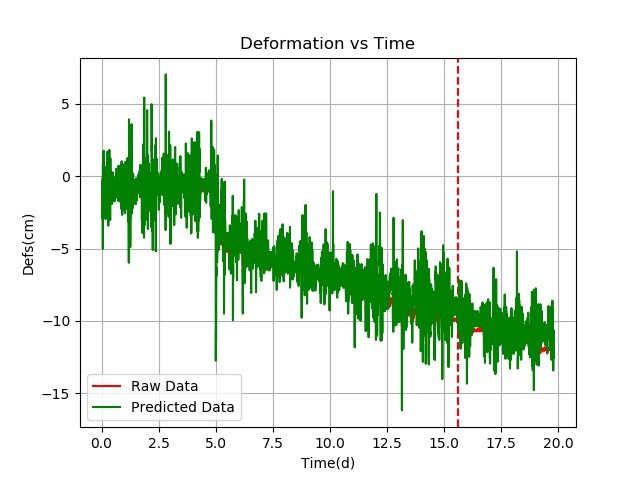 Deformation vs Time
Defs(cm)
5
0
−5
−10
−15
0.0 2.5 5.0 7.5 10.0 12.5 15.0 17.5 20.0
Time(d)
Raw Data
Predicted Data